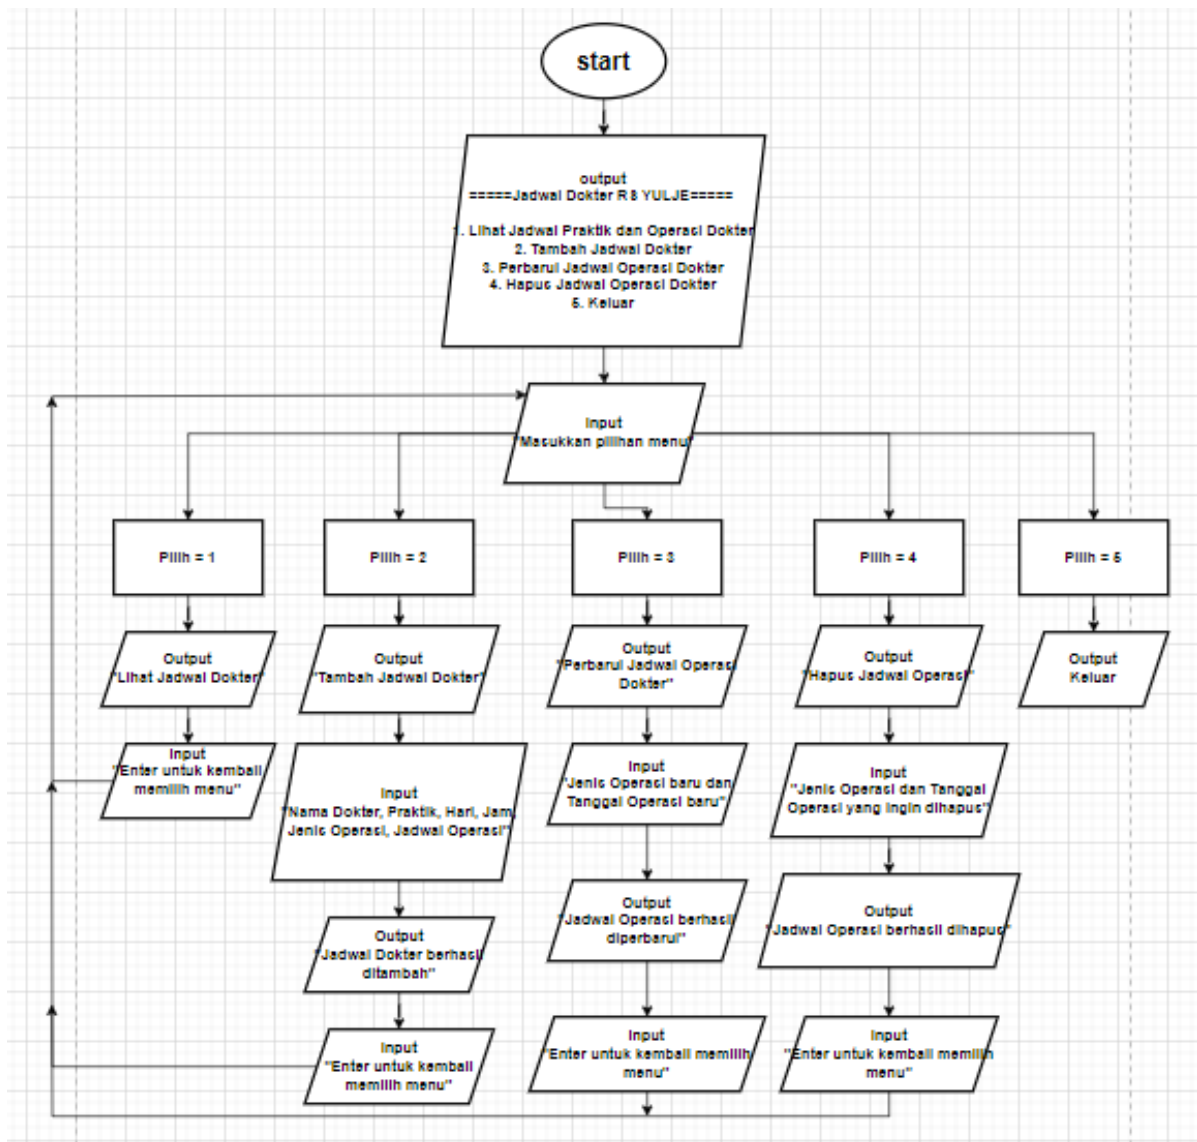 start
output
=====Jadwal Dokter RS YULJE=====
1. Lihat Jadwal Praktik dan Operasi Dokter
2. Tambah Jadwal Dokter
3. Perbarui Jadwal Operasi Dokter
4. Hapus Jadwal Operasi Dokter
5. Keluar
Input
"Masukkan pilihan menu"
Pilih = 1
Pilih = 2
Pilih = 3
Pilih = 4
Pilih = 5
Output
"Lihat Jadwal Dokter"
Output
"Tambah Jadwal Dokter"
Output
"Perbarui Jadwal Operasi
Dokter"
Output
"Hapus Jadwal Operasi"
Output
Keluar
Input
"Enter untuk kembali
memilih menu"
Input
"Nama Dokter, Praktik, Hari, Jam,
Jenis Operasi, Jadwal Operasi"
Input
"Jenis Operasi baru dan
Tanggal Operasi baru"
Input
"Jenis Operasi dan Tanggal
Operasi yang ingin dihapus"
Output
"Jadwal Dokter berhasil
ditambah"
Output
"Jadwal Operasi berhasil
diperbarui"
Output
"Jadwal Operasi berhasil dihapus"
Input
"Enter untuk kembali
memilih menu"
Input
"Enter untuk kembali memilih
menu"
Input
"Enter untuk kembali memilih
menu"